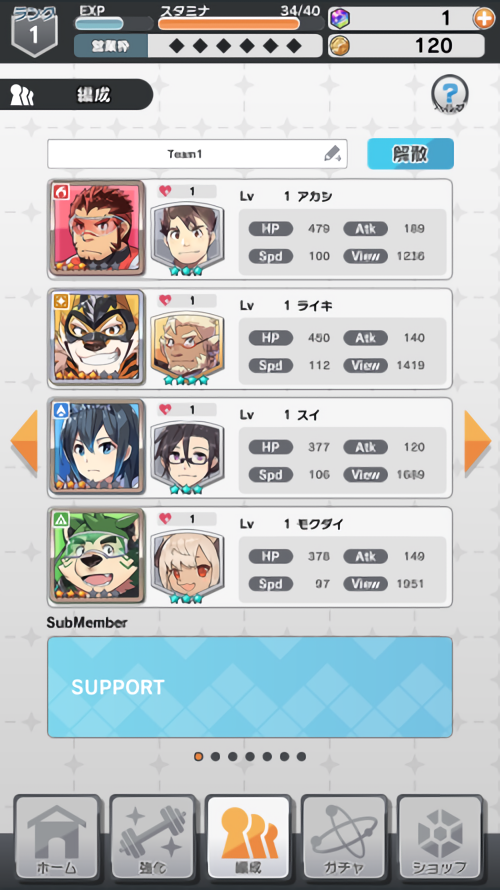 ランク
1
EXP
スタミナ 34/40
営業枠
1
120
編成
?
ヘルプ
Team1
解散
1
Lv 1 アカシ
HP 479 Atk 189
Spd 100 View 1216
1
Lv 1 ライキ
HP 450 Atk 140
Spd 112 View 1419
1
Lv 1 スイ
HP 377 Atk 120
Spd 106 View 1689
1
Lv 1 モクダイ
HP 378 Atk 149
Spd 97 View 1951
SubMember
SUPPORT
ホーム 強化 編成 ガチャ ショップ